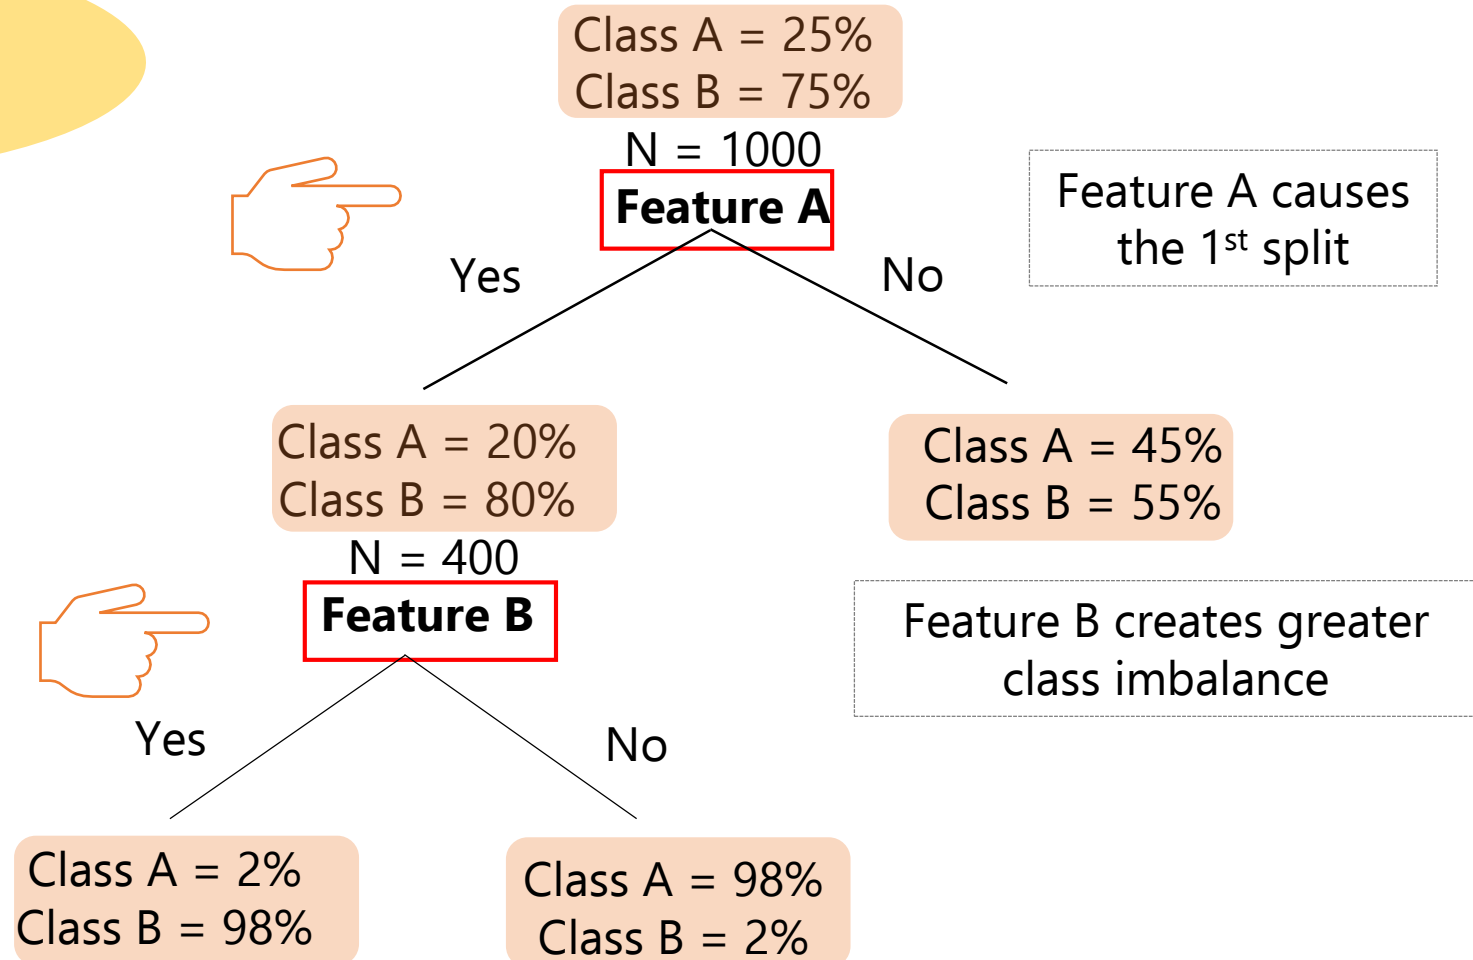 Class A = 25%
Class B = 75%
N = 1000
Feature A
Feature A causes
the 1st split
Yes
No
Class A = 20%
Class B = 80%
N = 400
Feature B
Class A = 45%
Class B = 55%
Feature B creates greater
class imbalance
Yes
No
Class A = 2%
Class B = 98%
Class A = 98%
Class B = 2%